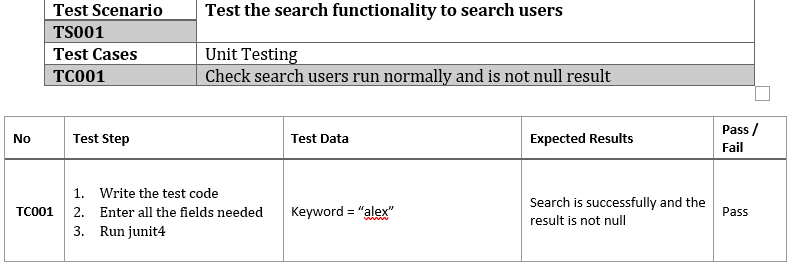 Test Scenario Test the search functionality to search users
TS001
Test Cases Unit Testing
TC001 Check search users run normally and is not null result
No Test Step Test Data Expected Results Pass / Fail
TC001
1. Write the test code
2. Enter all the fields needed
3. Run junit4
Keyword = “alex”
Search is successfully and the
result is not null
Pass